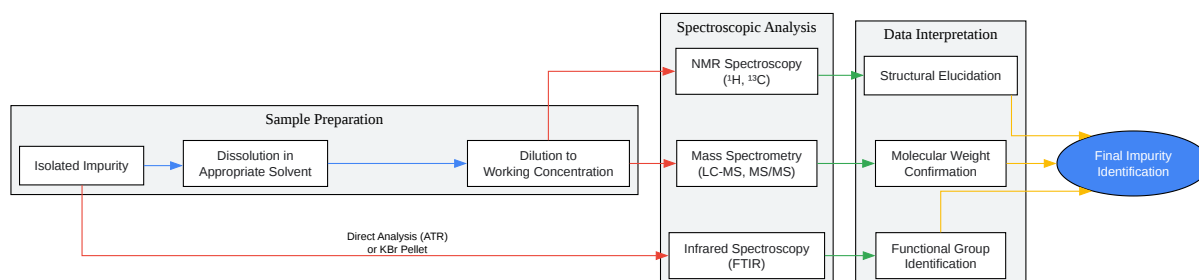 Spectroscopic Analysis
Data Interpretation
NMR Spectroscopy
(¹H, ¹³C)
Structural Elucidation
Sample Preparation
Isolated Impurity
Dissolution in
Appropriate Solvent
Dilution to
Working Concentration
Mass Spectrometry
(LC-MS, MS/MS)
Molecular Weight
Confirmation
Final Impurity
Identification
Direct Analysis (ATR)
or KBr Pellet
Infrared Spectroscopy
(FTIR)
Functional Group
Identification